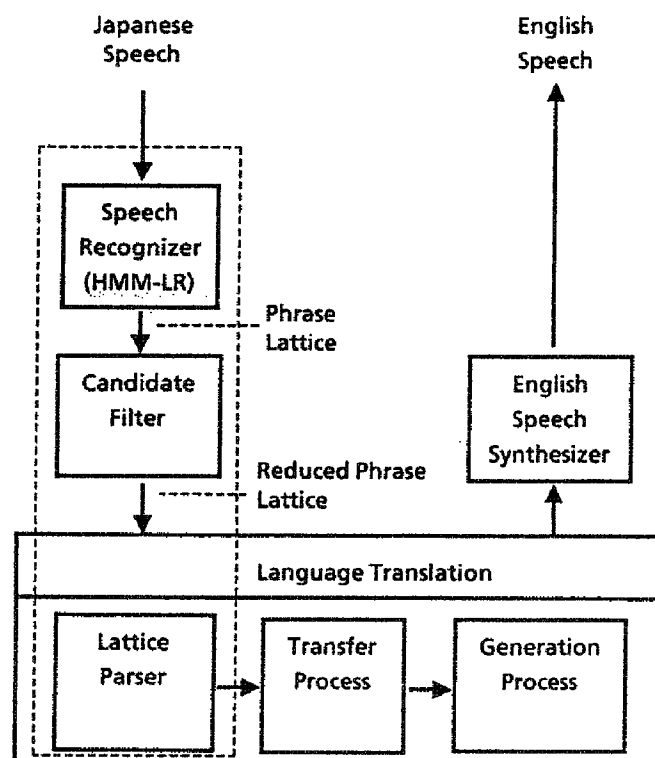 Japanese
Speech
English
Speech
Speech
Recognizer
(HMM-LR)
Phrase
Lattice
Candidate
Filter
English
Speech
Synthesizer
Reduced Phrase
Lattice
Language Translation
Lattice
Parser
Transfer
Process
Generation
Process